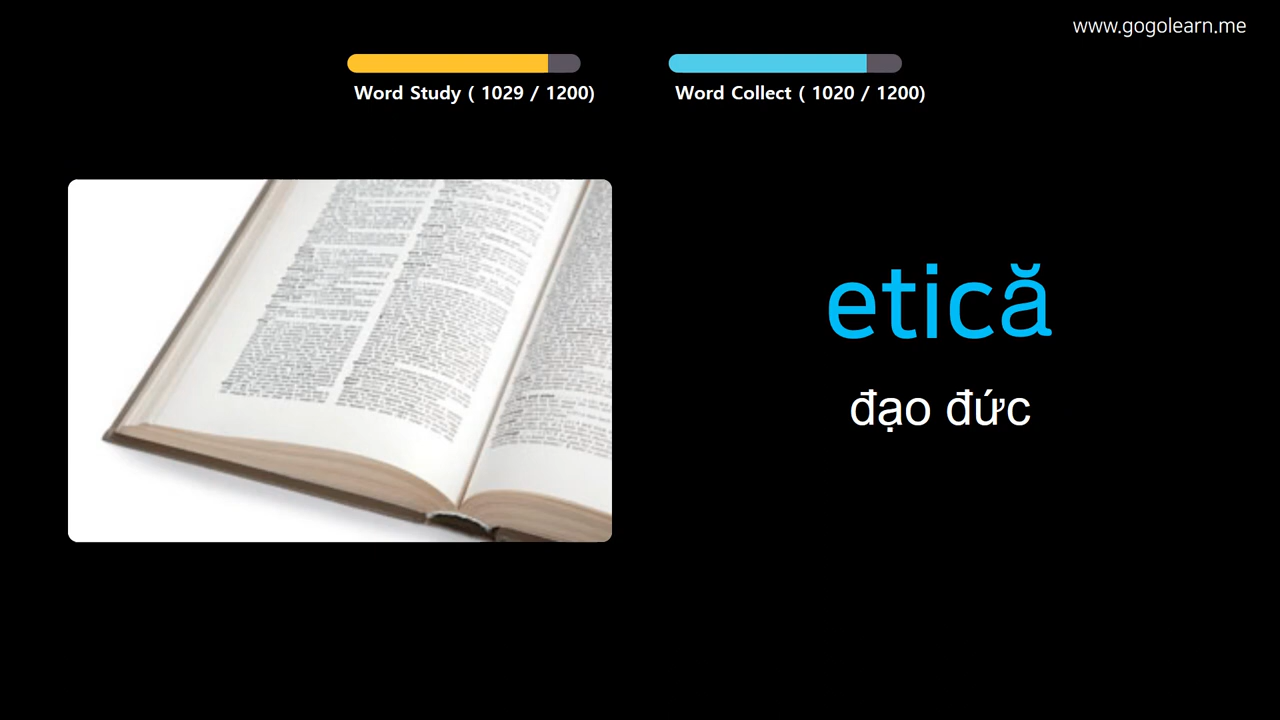 www.gogolearn.me
Word Study ( 1029 / 1200)
Word Collect ( 1020 / 1200)
etică
đạo đức